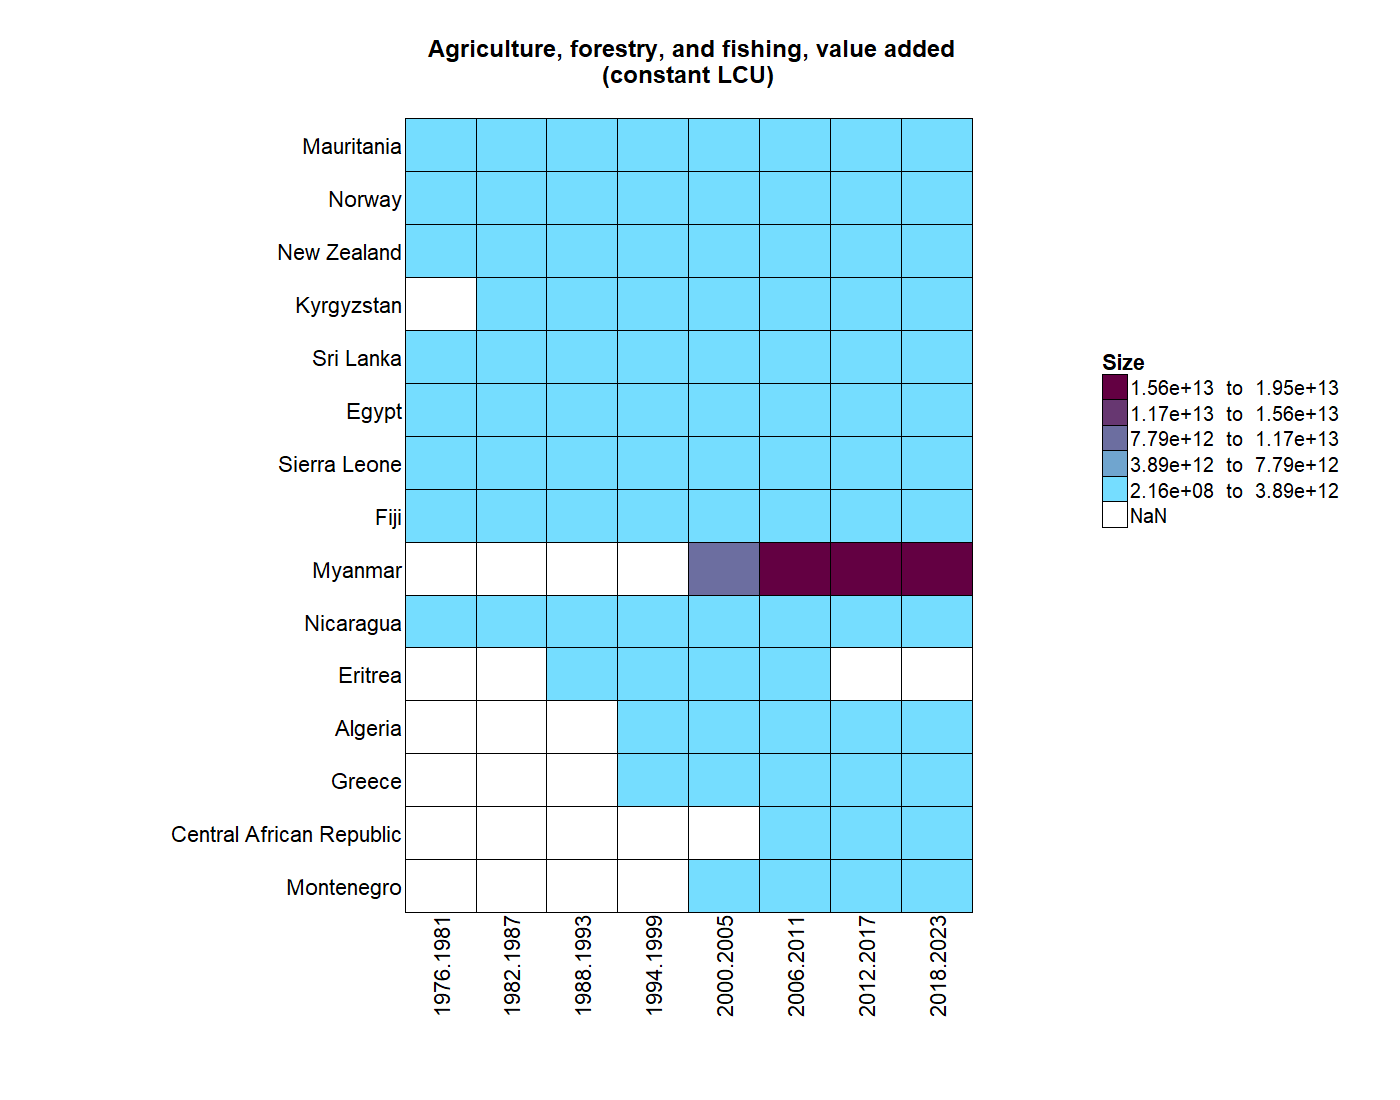 Agriculture, forestry, and fishing, value added
(constant LCU)
Mauritania
Norway
New Zealand
Kyrgyzstan
Sri Lanka
Egypt
Sierra Leone
Fiji
Myanmar
Nicaragua
Eritrea
Algeria
Greece
Central African Republic
Montenegro
1976.1981
1982.1987
1988.1993
1994.1999
2000.2005
2006.2011
2012.2017
2018.2023
Size
1.56e+13 to 1.95e+13
1.17e+13 to 1.56e+13
7.79e+12 to 1.17e+13
3.89e+12 to 7.79e+12
2.16e+08 to 3.89e+12
NaN